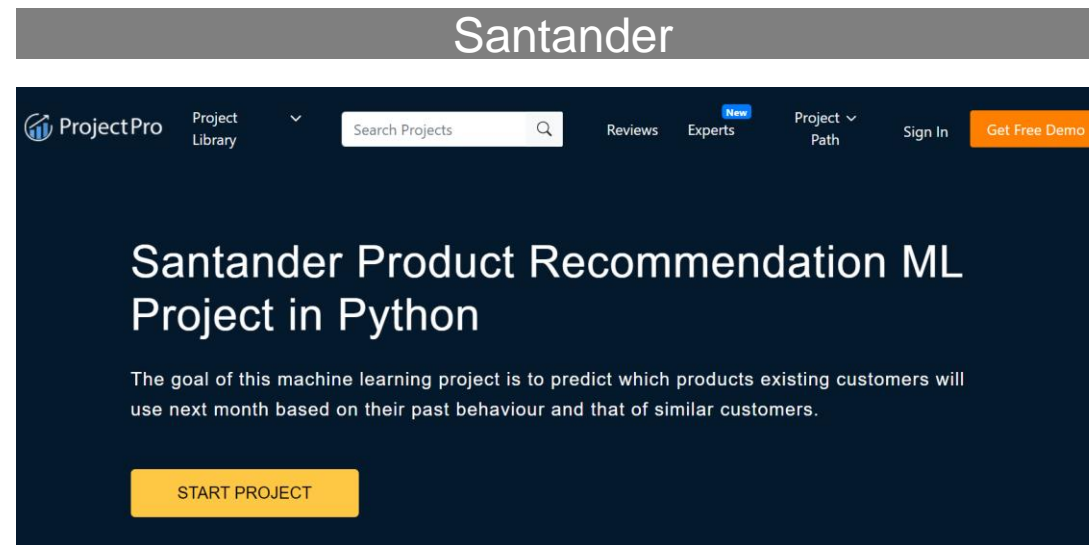 Santander
ProjectPro
Project
Library
Search Projects
Reviews
New
Experts
Project
Path
Sign In
Get Free Demo
Santander Product Recommendation ML
Project in Python
The goal of this machine learning project is to predict which products existing customers will
use next month based on their past behaviour and that of similar customers.
START PROJECT